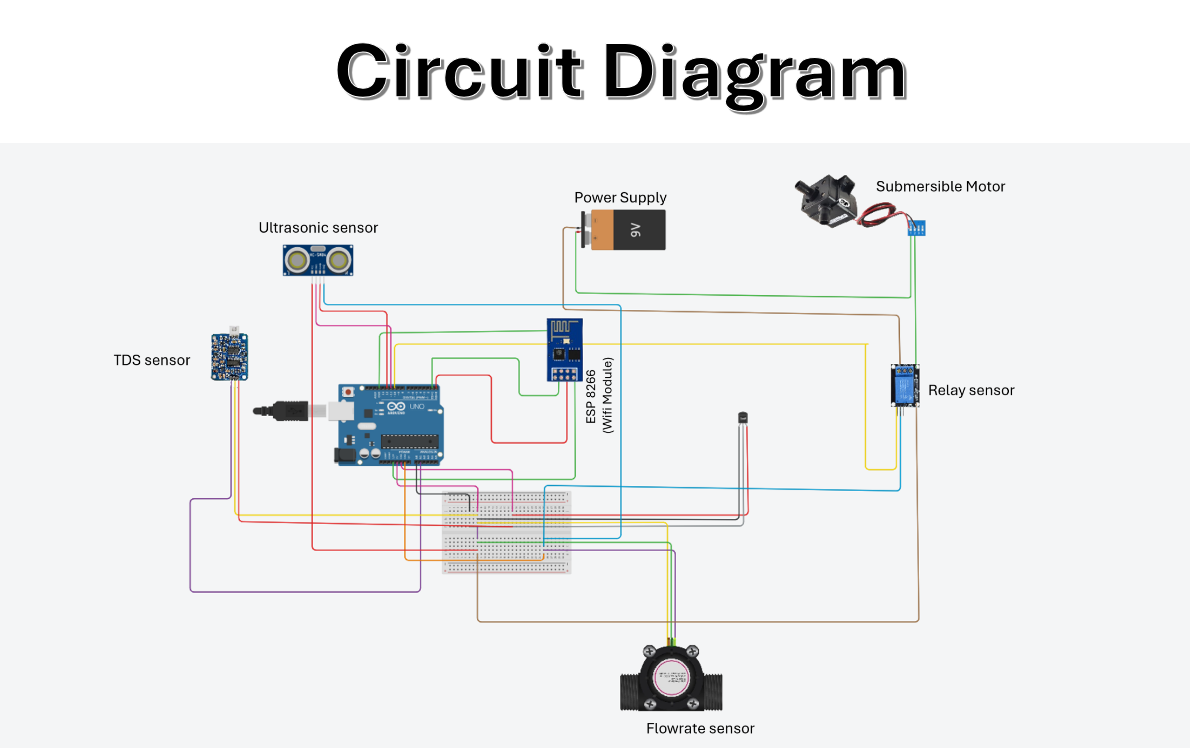 Circuit Diagram
Submersible Motor
Power Supply
9V
Ultrasonic sensor
TDS sensor
UNO
ESP 8266
(Wifi Module)
Relay sensor
Flowrate sensor